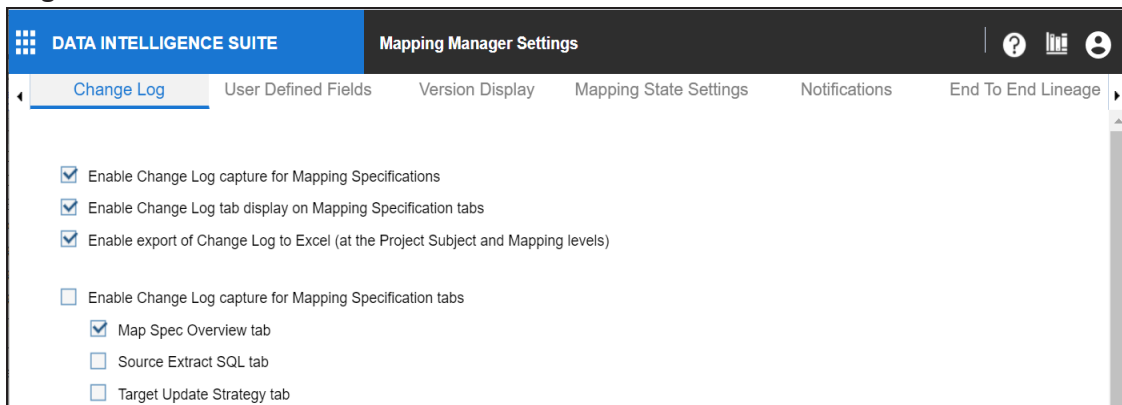 DATA INTELLIGENCE SUITE Mapping Manager Settings
Change Log User Defined Fields Version Display Mapping State Settings Notifications End To End Lineage
Enable Change Log capture for Mapping Specifications
Enable Change Log tab display on Mapping Specification tabs
Enable export of Change Log to Excel (at the Project Subject and Mapping levels)
Enable Change Log capture for Mapping Specification tabs
Map Spec Overview tab
Source Extract SQL tab
Target Update Strategy tab